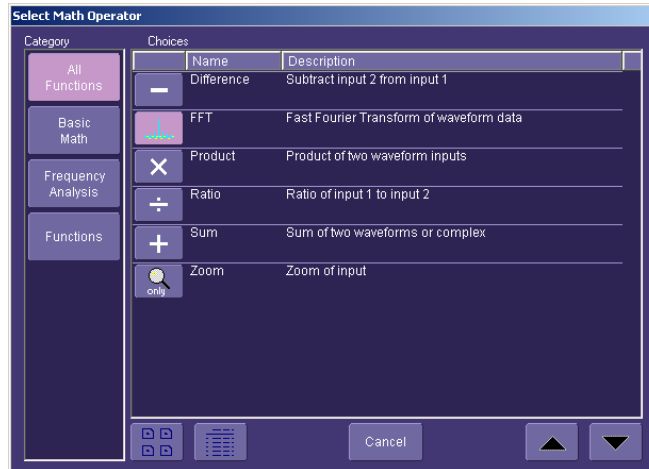 Select Math Operator
Category
Choices
All
Functions
Basic
Math
Frequency
Analysis
Functions
Name Description
Difference Subtract input 2 from input 1
FFT Fast Fourier Transform of waveform data
Product Product of two waveform inputs
Ratio Ratio of input 1 to input 2
Sum Sum of two waveforms or complex
Zoom Zoom of input
only
Cancel